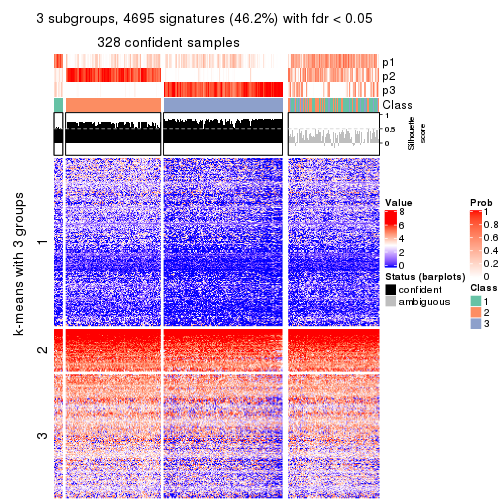 3 subgroups, 4695 signatures (46.2%) with fdr < 0.05
328 confident samples
p1
p2
p3
Class
1
0.5
0
Silhouette
score
k-means with 3 groups
1
2
3
Value
8
6
4
2
0
Status (barplots)
confident
ambiguous
Prob
1
0.8
0.6
0.4
0.2
0
Class
1
2
3